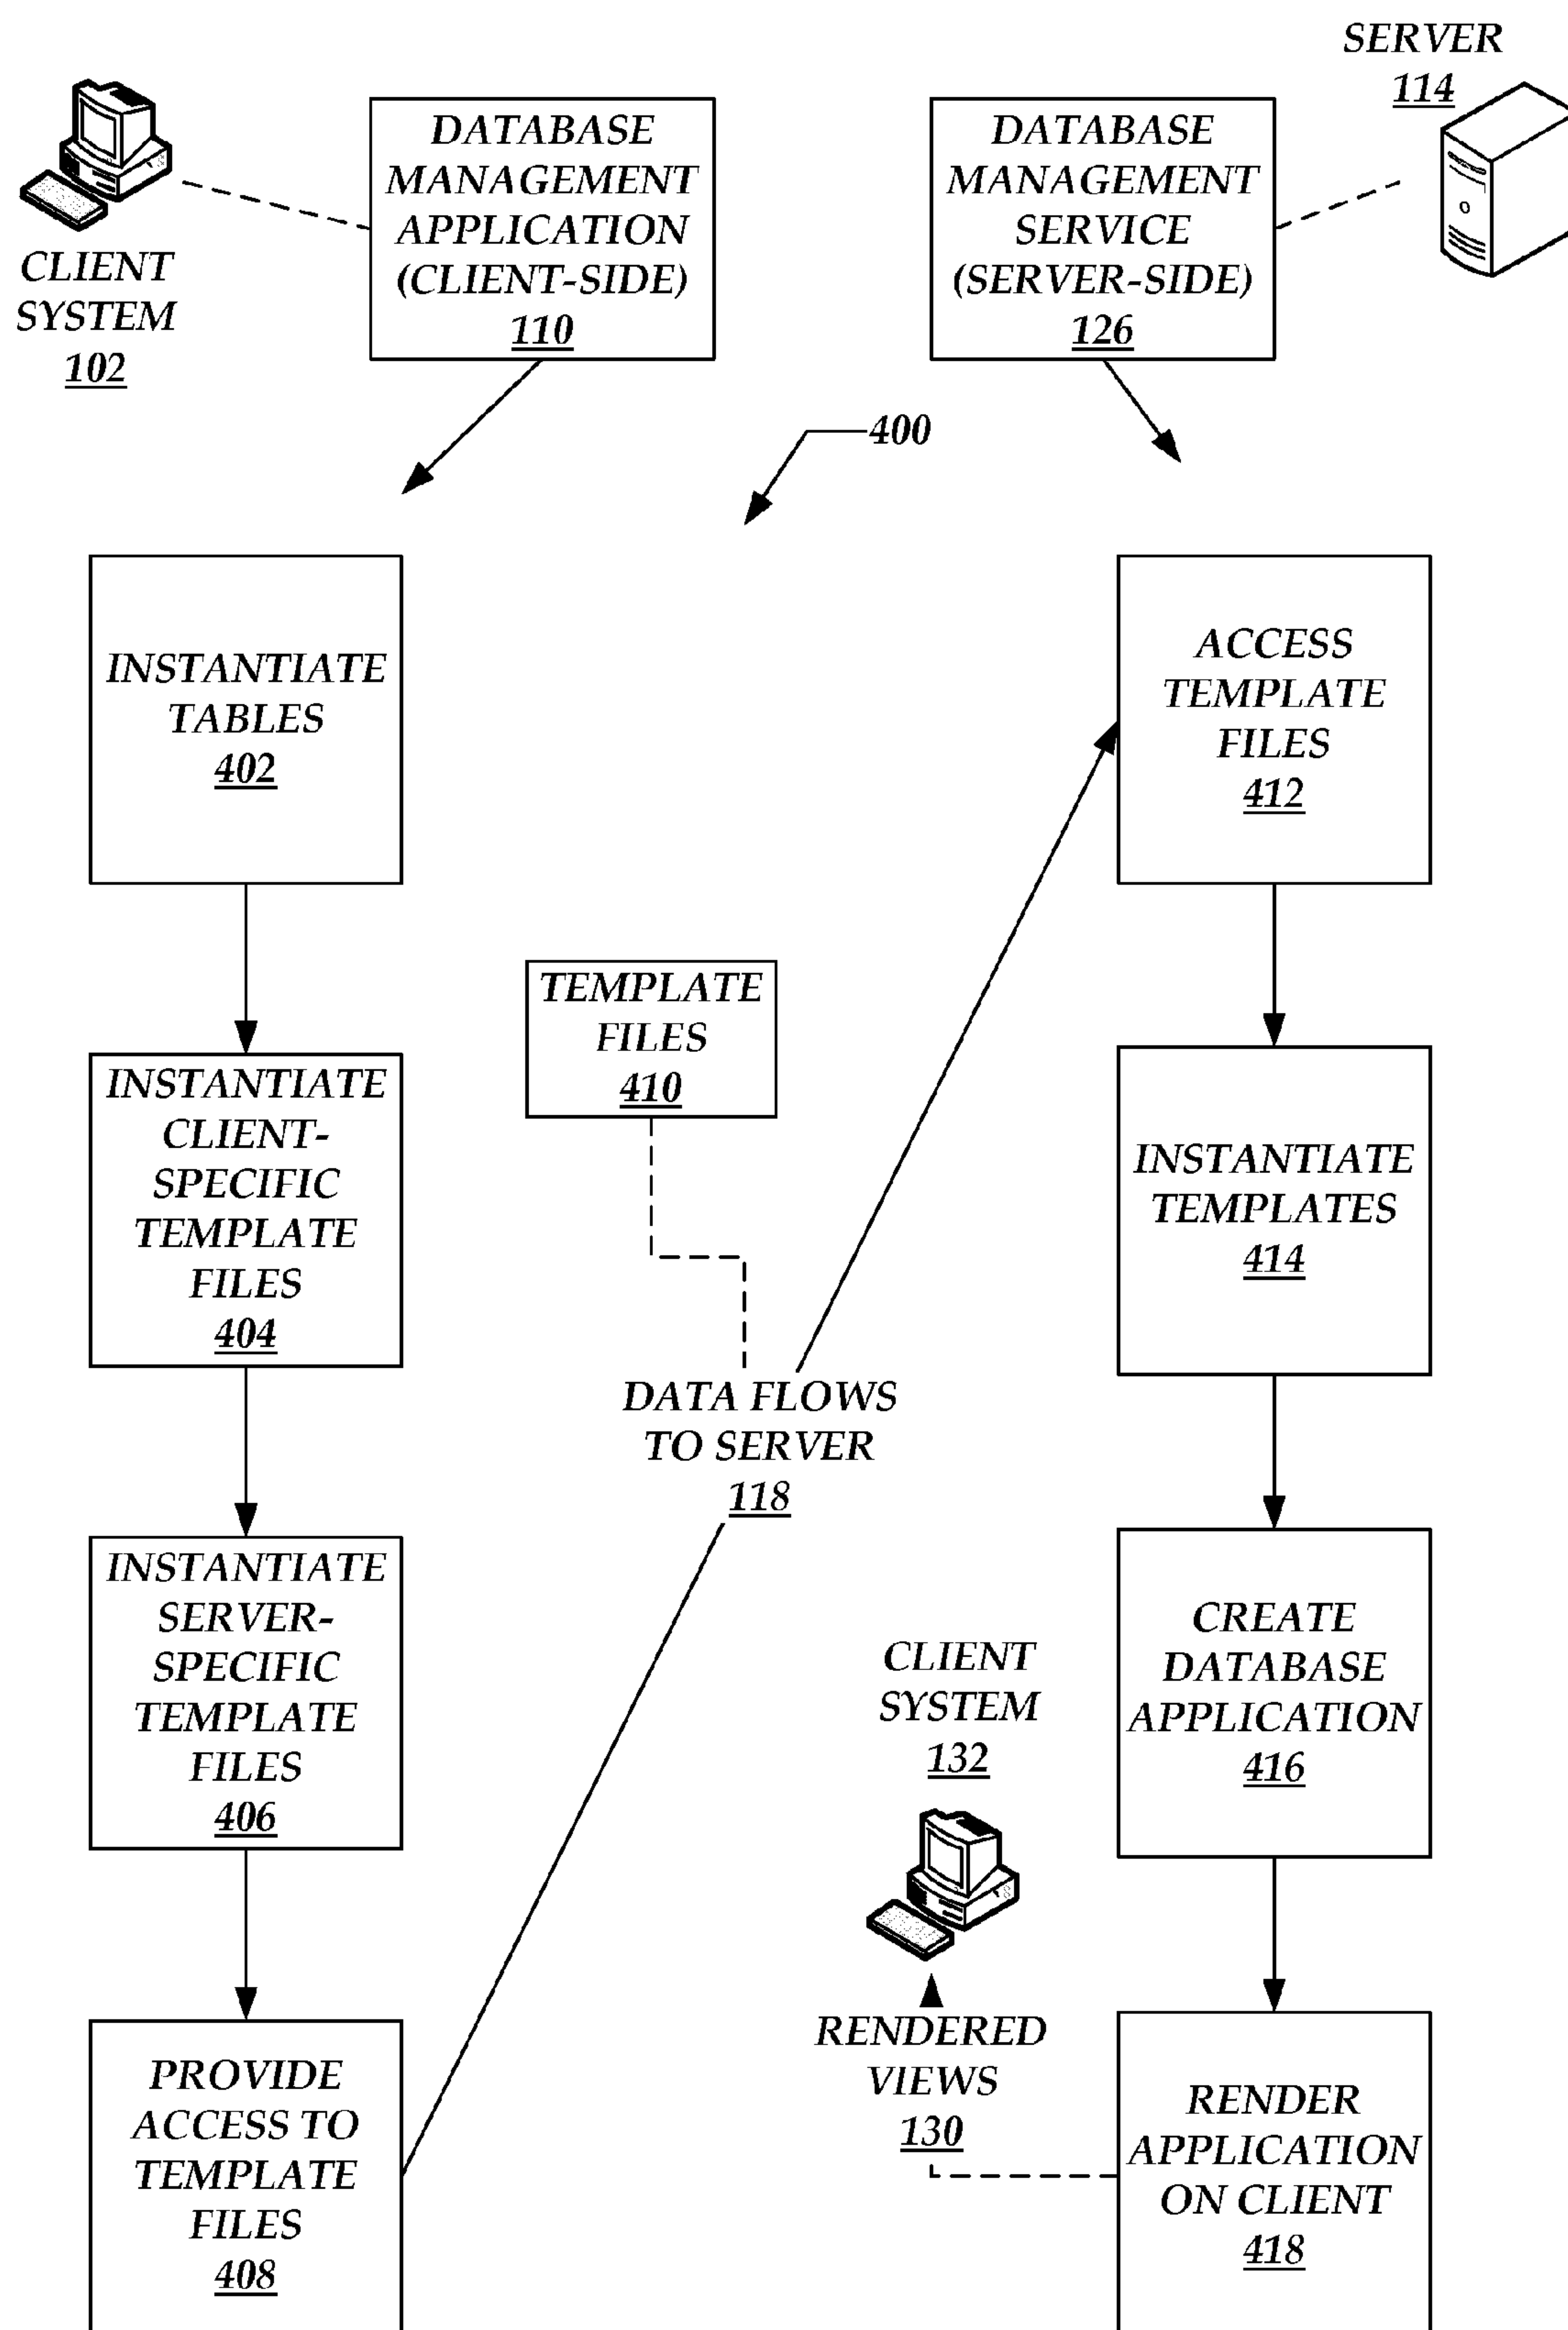 SERVER
114
CLIENT
SYSTEM
102
DATABASE
MANAGEMENT
APPLICATION
(CLIENT-SIDE)
110
DATABASE
MANAGEMENT
SERVICE
(SERVER-SIDE)
126
400
INSTANTIATE
TABLES
402
INSTANTIATE
CLIENT-
SPECIFIC
TEMPLATE
FILES
404
INSTANTIATE
SERVER-
SPECIFIC
TEMPLATE
FILES
406
PROVIDE
ACCESS TO
TEMPLATE
FILES
408
TEMPLATE
FILES
410
DATA FLOWS
TO SERVER
118
ACCESS
TEMPLATE
FILES
412
INSTANTIATE
TEMPLATES
414
CREATE
DATABASE
APPLICATION
416
RENDER
APPLICATION
ON CLIENT
418
CLIENT
SYSTEM
132
RENDERED
VIEWS
130